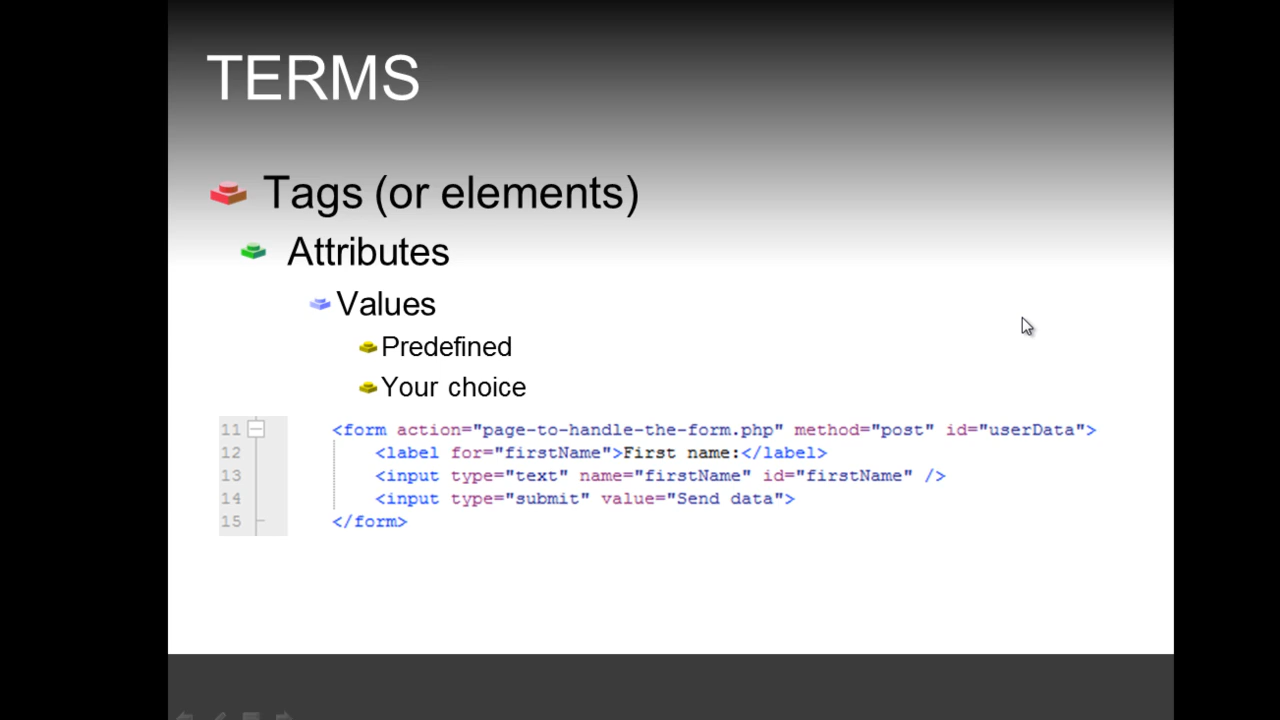 TERMS
Tags (or elements)
Attributes
Values
Predefined
Your choice
11 <form action="page-to-handle-the-form.php" method="post" id="userData">
12 <label for="firstName">First name:</label>
13 <input type="text" name="firstName" id="firstName" />
14 <input type="submit" value="Send data">
15 </form>